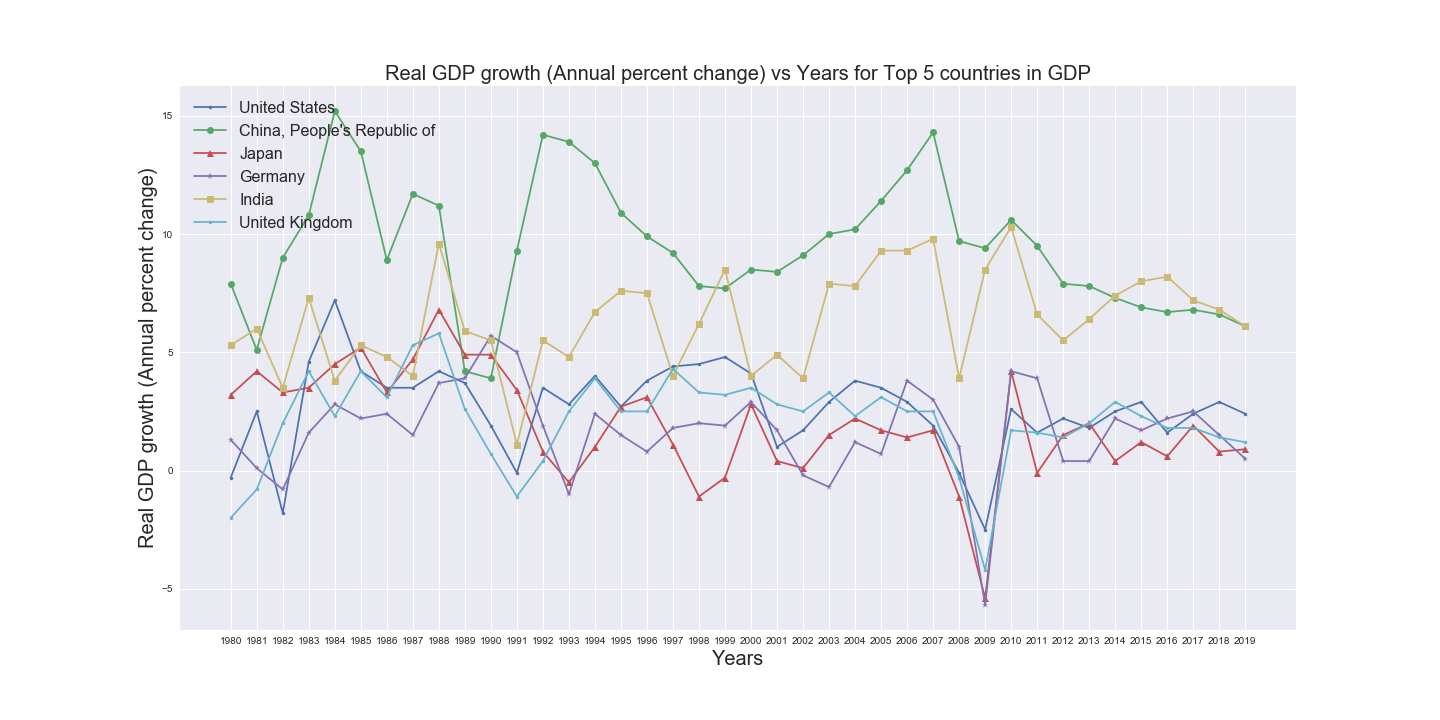 Real GDP growth (Annual percent change) vs Years for Top 5 countries in GDP
United States
China, People's Republic of
Japan
Germany
India
United Kingdom
Real GDP growth (Annual percent change)
15
10
5
0
−5
1980 1981 1982 1983 1984 1985 1986 1987 1988 1989 1990 1991 1992 1993 1994 1995 1996 1997 1998 1999 2000 2001 2002 2003 2004 2005 2006 2007 2008 2009 2010 2011 2012 2013 2014 2015 2016 2017 2018 2019
Years